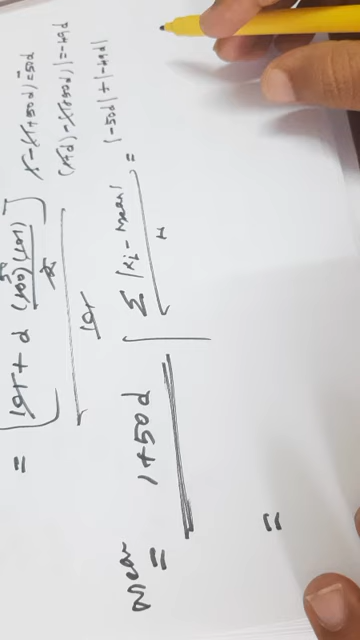 = [ 101 + d (100)(101) / 2 ] / 101
1 - (1+50d) = 50d
(1+d) - (1+50d) | = -49d
Mean = 1+50d
Σ |xi - mean| / n = |-50d| + |-49d|
=